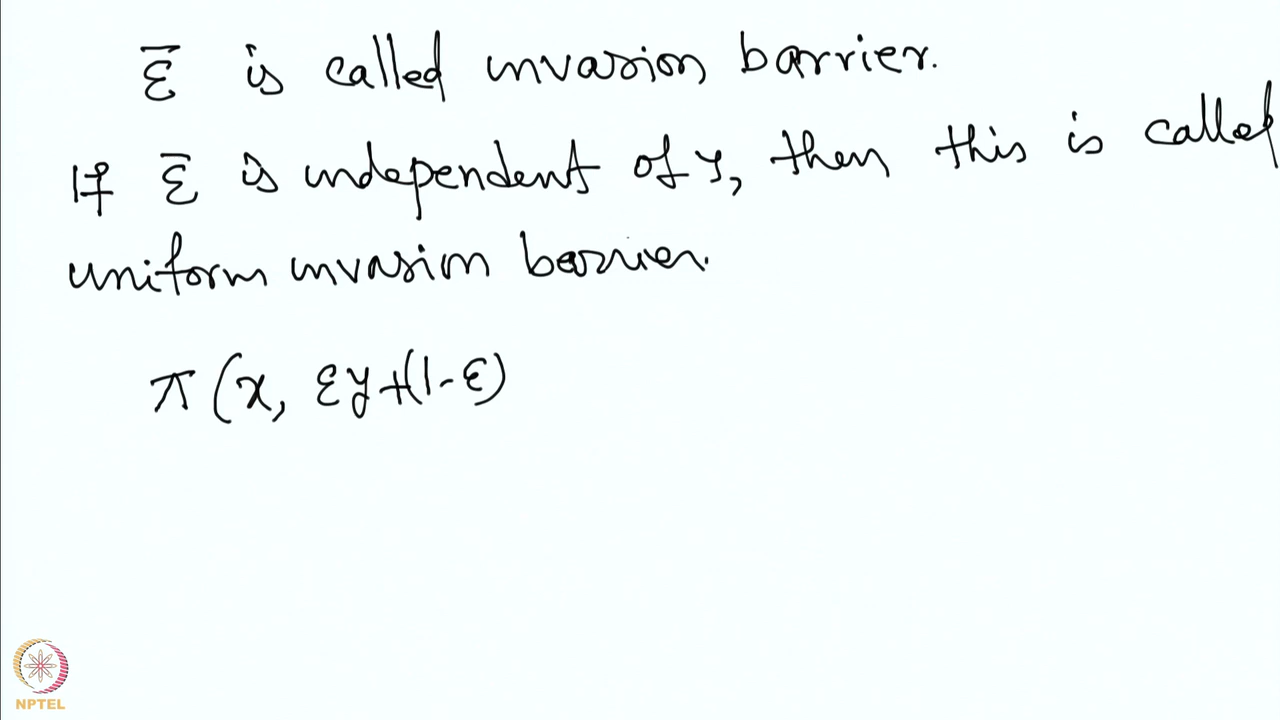 ε̄ is called invasion barrier.
If ε̄ is independent of y, then this is called
uniform invasion barrier.
π(x, εy+(1-ε)
NPTEL